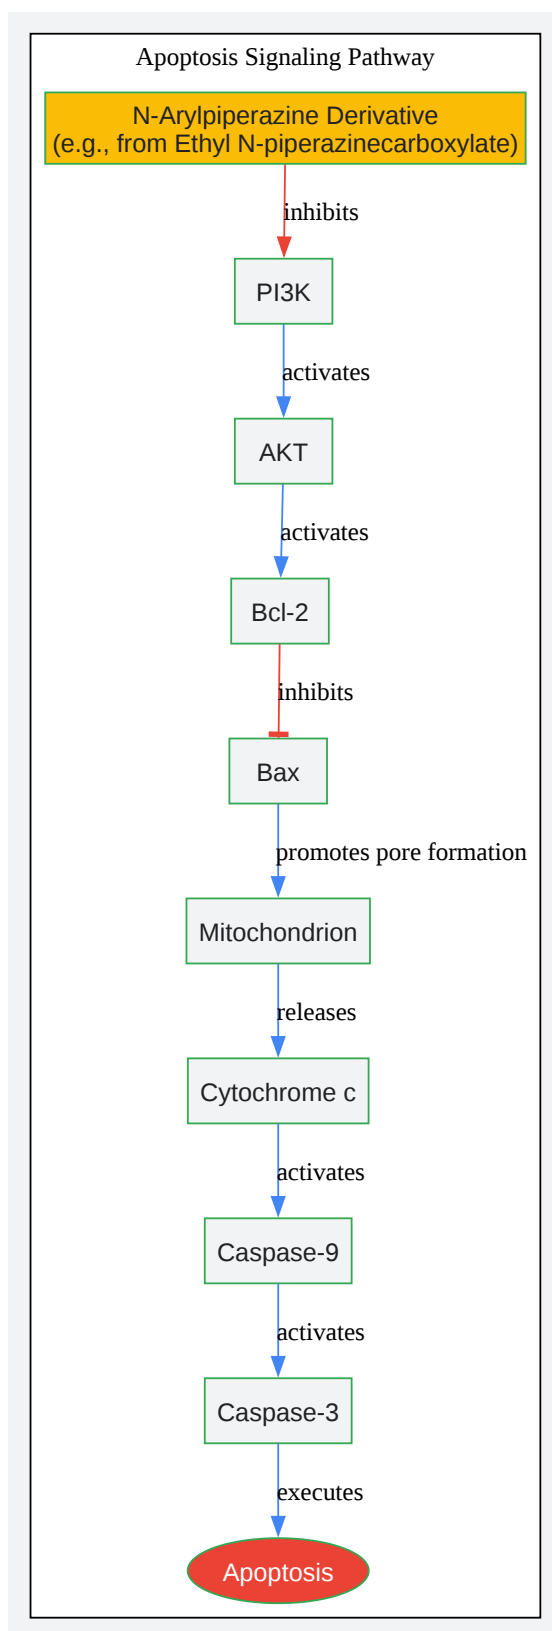 Apoptosis Signaling Pathway
N-Arylpiperazine Derivative
(e.g., from Ethyl N-piperazinecarboxylate)
inhibits
PI3K
activates
AKT
activates
Bcl-2
inhibits
Bax
promotes pore formation
Mitochondrion
releases
Cytochrome c
activates
Caspase-9
activates
Caspase-3
executes
Apoptosis